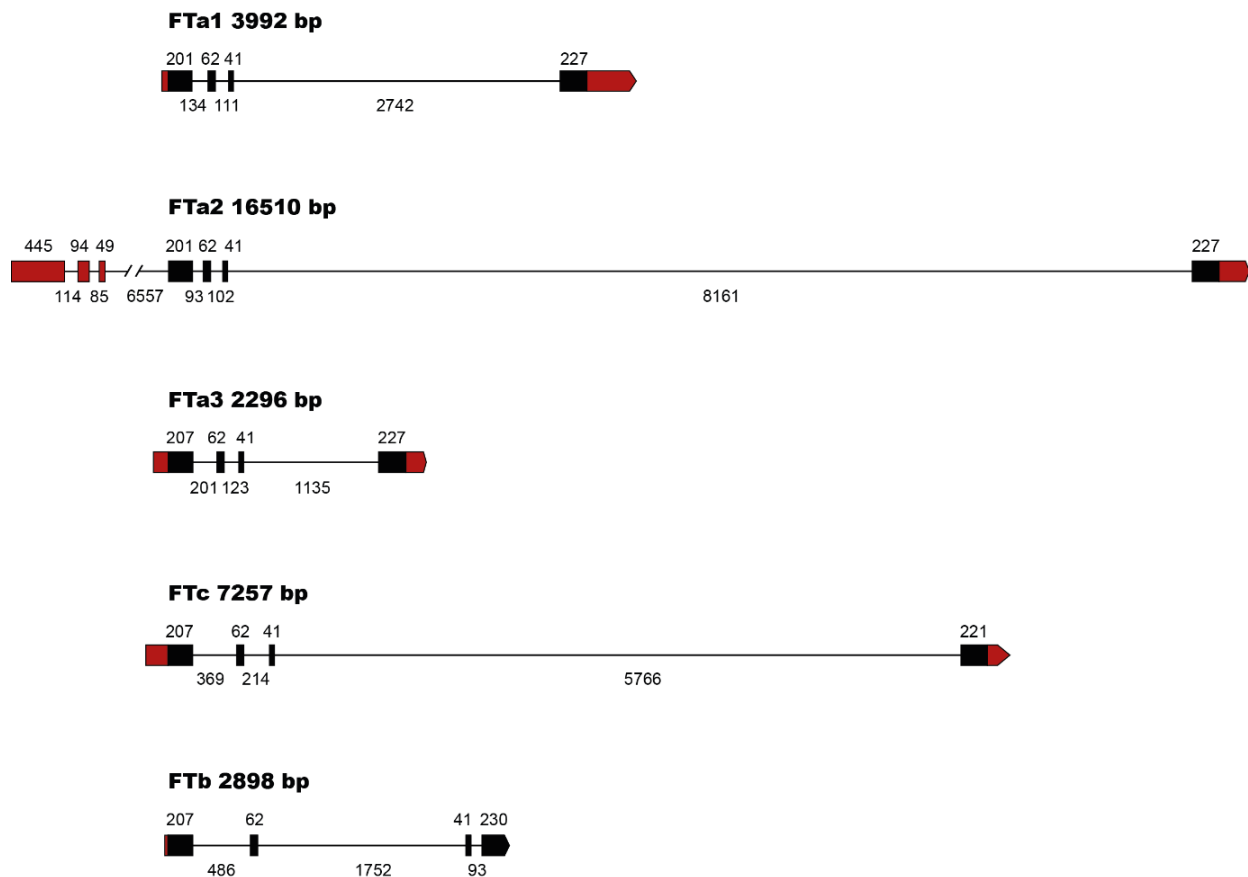 FTa1 3992 bp
201 62 41 227
134 111 2742
FTa2 16510 bp
445 94 49 201 62 41 227
114 85 6557 93 102 8161
FTa3 2296 bp
207 62 41 227
201 123 1135
FTc 7257 bp
207 62 41 221
369 214 5766
FTb 2898 bp
207 62 41 230
486 1752 93